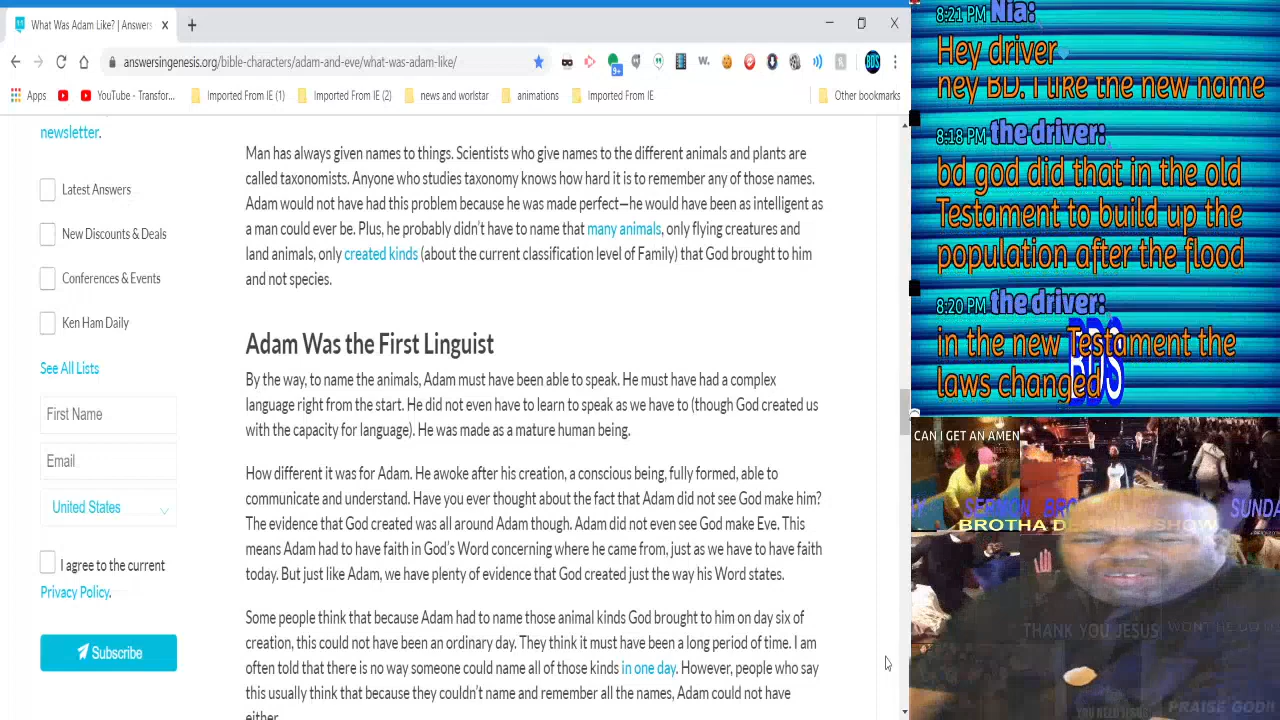 What Was Adam Like? | Answers
answersingenesis.org/bible-characters/adam-and-eve/what-was-adam-like/
9+
W.
BDS
Apps
YouTube - Transfor...
Imported From IE (1)
Imported From IE (2)
news and worlstar
animations
Imported From IE
Other bookmarks
newsletter.
Latest Answers
New Discounts & Deals
Conferences & Events
Ken Ham Daily
See All Lists
First Name
Email
United States
I agree to the current
Privacy Policy.
Subscribe
Man has always given names to things. Scientists who give names to the different animals and plants are
called taxonomists. Anyone who studies taxonomy knows how hard it is to remember any of those names.
Adam would not have had this problem because he was made perfect—he would have been as intelligent as
a man could ever be. Plus, he probably didn't have to name that many animals, only flying creatures and
land animals, only created kinds (about the current classification level of Family) that God brought to him
and not species.
Adam Was the First Linguist
By the way, to name the animals, Adam must have been able to speak. He must have had a complex
language right from the start. He did not even have to learn to speak as we have to (though God created us
with the capacity for language). He was made as a mature human being.
How different it was for Adam. He awoke after his creation, a conscious being, fully formed, able to
communicate and understand. Have you ever thought about the fact that Adam did not see God make him?
The evidence that God created was all around Adam though. Adam did not even see God make Eve. This
means Adam had to have faith in God's Word concerning where he came from, just as we have to have faith
today. But just like Adam, we have plenty of evidence that God created just the way his Word states.
Some people think that because Adam had to name those animal kinds God brought to him on day six of
creation, this could not have been an ordinary day. They think it must have been a long period of time. I am
often told that there is no way someone could name all of those kinds in one day. However, people who say
this usually think that because they couldn't name and remember all the names, Adam could not have
either
8:21 PM Nia:
Hey driver
hey BD. I like the new name
8:18 PM the driver:
bd god did that in the old
Testament to build up the
population after the flood
8:20 PM the driver:
in the new Testament the
laws changed
BDS
CAN I GET AN AMEN
SERMON
SUNDA
BROTHA
SHOW
THANK YOU JESUS
WONT HE DO
YOU NEED JESUS
PRAISE GOD!!